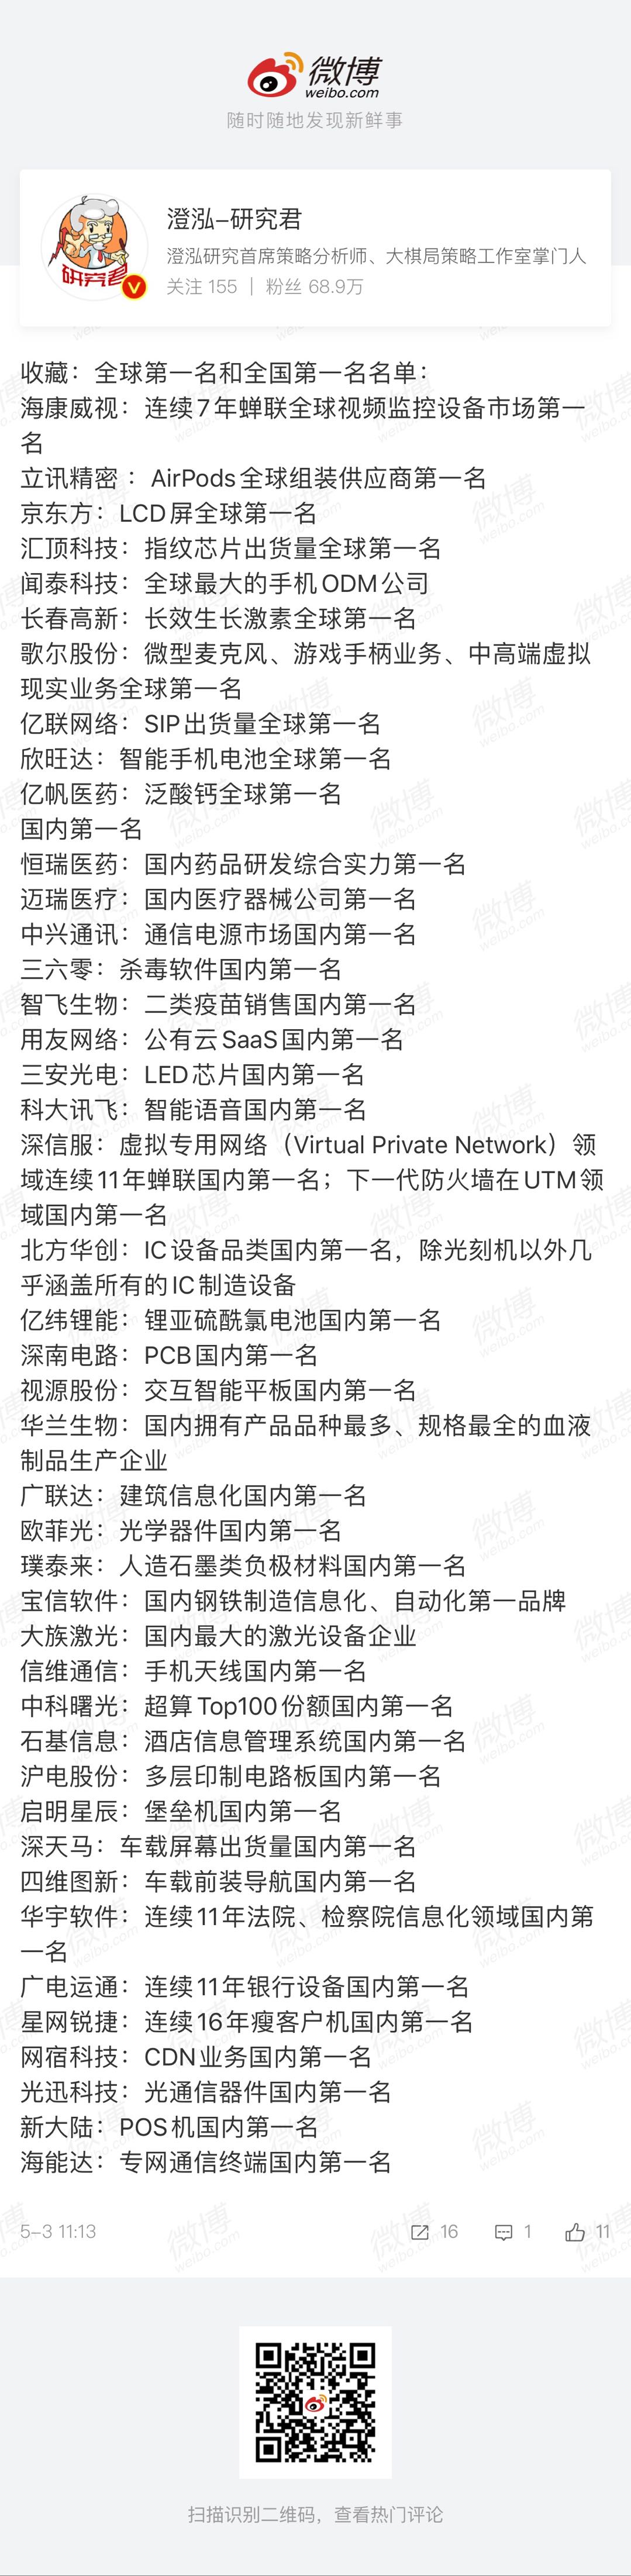 微博
weibo.com
随时随地发现新鲜事
澄泓–研究君
澄泓研究首席策略分析师、大棋局策略工作室掌门人
研究君
V
关注 155 | 粉丝 68.9万
收藏：全球第一名和全国第一名名单：
海康威视：连续7年蝉联全球视频监控设备市场第一
名
立讯精密 ：AirPods全球组装供应商第一名
京东方：LCD屏全球第一名
汇顶科技：指纹芯片出货量全球第一名
闻泰科技：全球最大的手机ODM公司
长春高新：长效生长激素全球第一名
歌尔股份：微型麦克风、游戏手柄业务、中高端虚拟
现实业务全球第一名
亿联网络：SIP出货量全球第一名
欣旺达：智能手机电池全球第一名
亿帆医药：泛酸钙全球第一名
国内第一名
恒瑞医药：国内药品研发综合实力第一名
迈瑞医疗：国内医疗器械公司第一名
中兴通讯：通信电源市场国内第一名
三六零：杀毒软件国内第一名
智飞生物：二类疫苗销售国内第一名
用友网络：公有云SaaS国内第一名
三安光电：LED芯片国内第一名
科大讯飞：智能语音国内第一名
深信服：虚拟专用网络（Virtual Private Network）领
域连续11年蝉联国内第一名；下一代防火墙在UTM领
域国内第一名
北方华创：IC设备品类国内第一名，除光刻机以外几
乎涵盖所有的IC制造设备
亿纬锂能：锂亚硫酰氯电池国内第一名
深南电路：PCB国内第一名
视源股份：交互智能平板国内第一名
华兰生物：国内拥有产品品种最多、规格最全的血液
制品生产企业
广联达：建筑信息化国内第一名
欧菲光：光学器件国内第一名
璞泰来：人造石墨类负极材料国内第一名
宝信软件：国内钢铁制造信息化、自动化第一品牌
大族激光：国内最大的激光设备企业
信维通信：手机天线国内第一名
中科曙光：超算Top100份额国内第一名
石基信息：酒店信息管理系统国内第一名
沪电股份：多层印制电路板国内第一名
启明星辰：堡垒机国内第一名
深天马：车载屏幕出货量国内第一名
四维图新：车载前装导航国内第一名
华宇软件：连续11年法院、检察院信息化领域国内第
一名
广电运通：连续11年银行设备国内第一名
星网锐捷：连续16年瘦客户机国内第一名
网宿科技：CDN业务国内第一名
光迅科技：光通信器件国内第一名
新大陆：POS机国内第一名
海能达：专网通信终端国内第一名
5–3 11:13 16 1 11
扫描识别二维码，查看热门评论